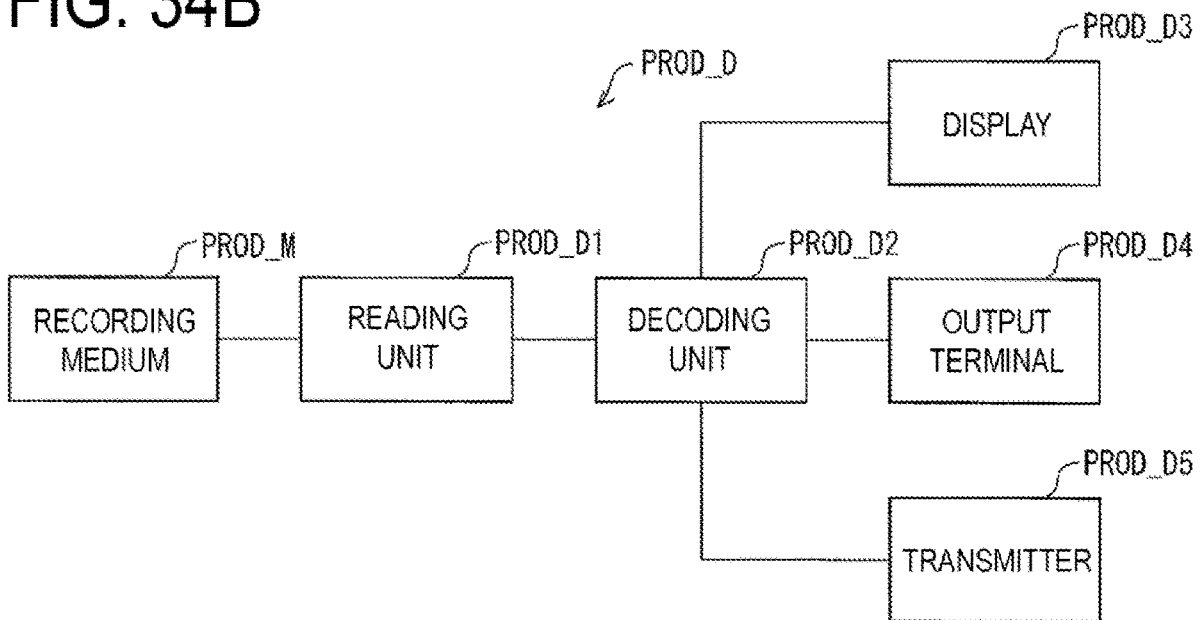 FIG. 34B
PROD_D
PROD_D3
DISPLAY
PROD_M
RECORDING
MEDIUM
PROD_D1
READING
UNIT
PROD_D2
DECODING
UNIT
PROD_D4
OUTPUT
TERMINAL
PROD_D5
TRANSMITTER